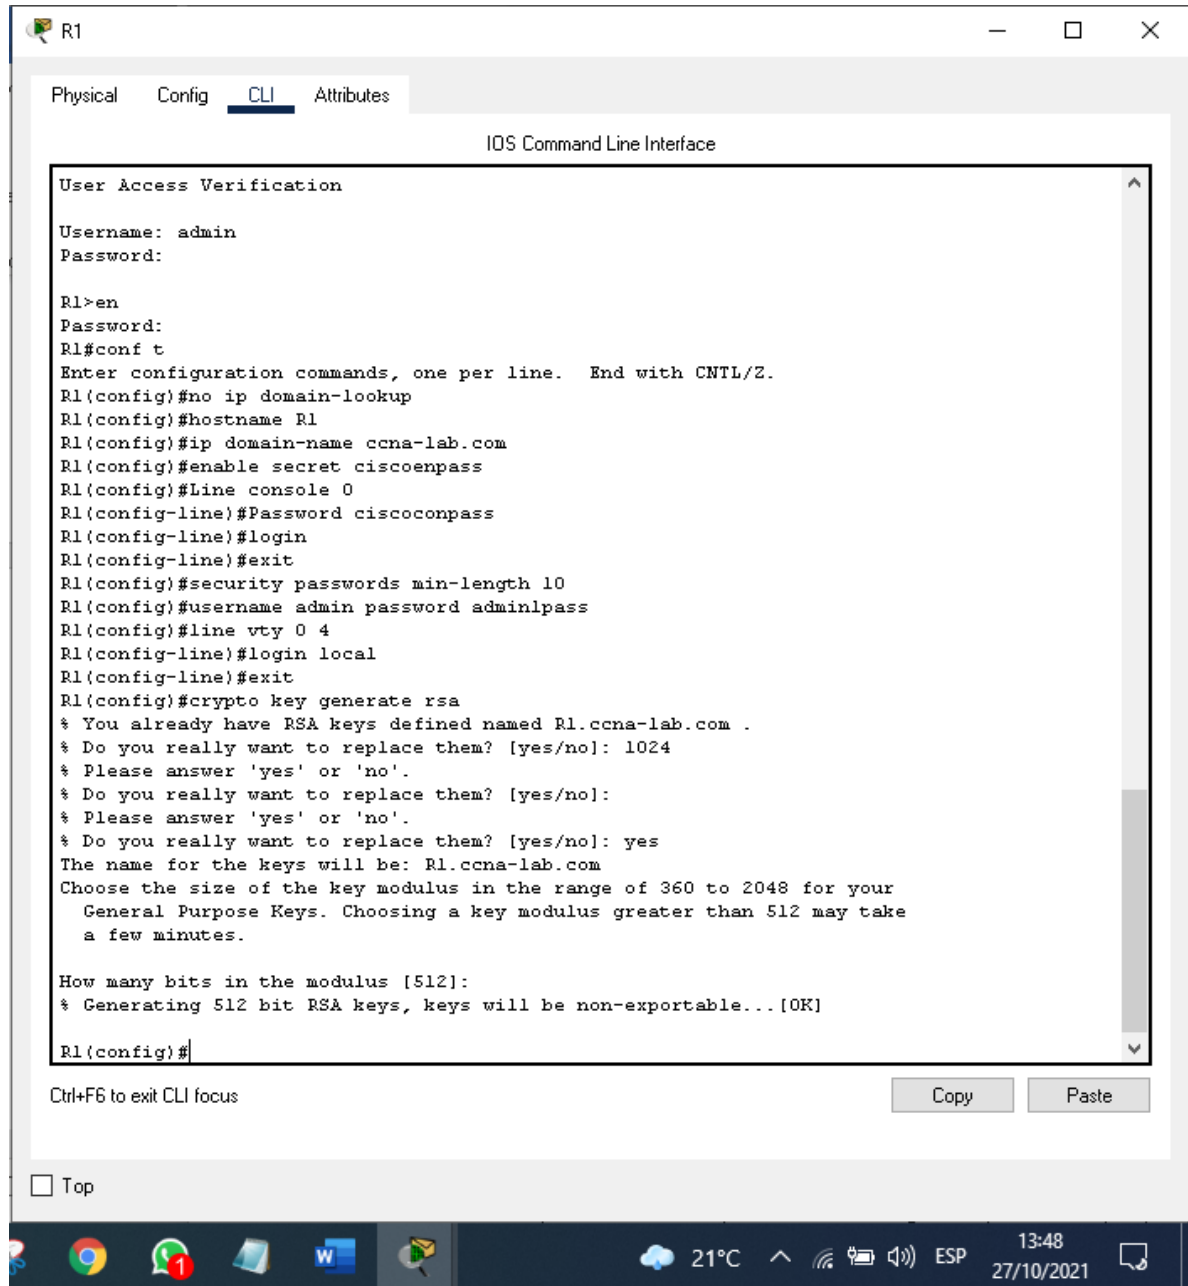 R1
Physical Config CLI Attributes
IOS Command Line Interface
User Access Verification
Username: admin
Password:
R1>en
Password:
R1#conf t
Enter configuration commands, one per line.  End with CNTL/Z.
R1(config)#no ip domain-lookup
R1(config)#hostname R1
R1(config)#ip domain-name ccna-lab.com
R1(config)#enable secret ciscoenpass
R1(config)#Line console 0
R1(config-line)#Password ciscoconpass
R1(config-line)#login
R1(config-line)#exit
R1(config)#security passwords min-length 10
R1(config)#username admin password admin1pass
R1(config)#line vty 0 4
R1(config-line)#login local
R1(config-line)#exit
R1(config)#crypto key generate rsa
% You already have RSA keys defined named R1.ccna-lab.com .
% Do you really want to replace them? [yes/no]: 1024
% Please answer 'yes' or 'no'.
% Do you really want to replace them? [yes/no]:
% Please answer 'yes' or 'no'.
% Do you really want to replace them? [yes/no]: yes
The name for the keys will be: R1.ccna-lab.com
Choose the size of the key modulus in the range of 360 to 2048 for your
General Purpose Keys. Choosing a key modulus greater than 512 may take
a few minutes.
How many bits in the modulus [512]:
% Generating 512 bit RSA keys, keys will be non-exportable...[OK]
R1(config)#
Ctrl+F6 to exit CLI focus
Copy Paste
Top
1
W
21°C ESP
13:48
27/10/2021